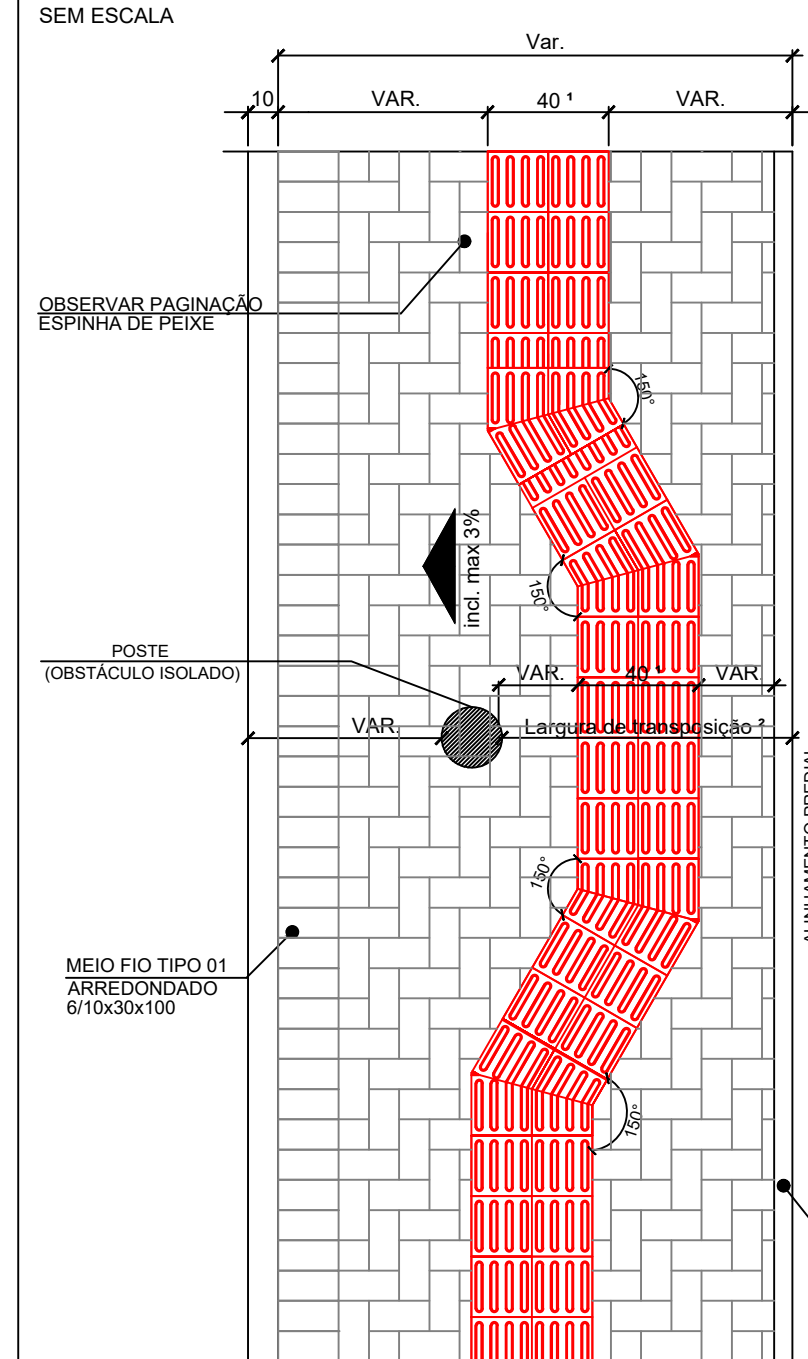 SEM ESCALA
Var.
10
VAR.
40 ¹
VAR.
OBSERVAR PAGINAÇÃO
ESPINHA DE PEIXE
150°
incl. max 3%
150°
POSTE
(OBSTÁCULO ISOLADO)
VAR.
40 ¹
VAR.
VAR.
Largura de transposição ²
ALINHAMENTO PREDIAL
150°
MEIO FIO TIPO 01
ARREDONDADO
6/10x30x100
150°